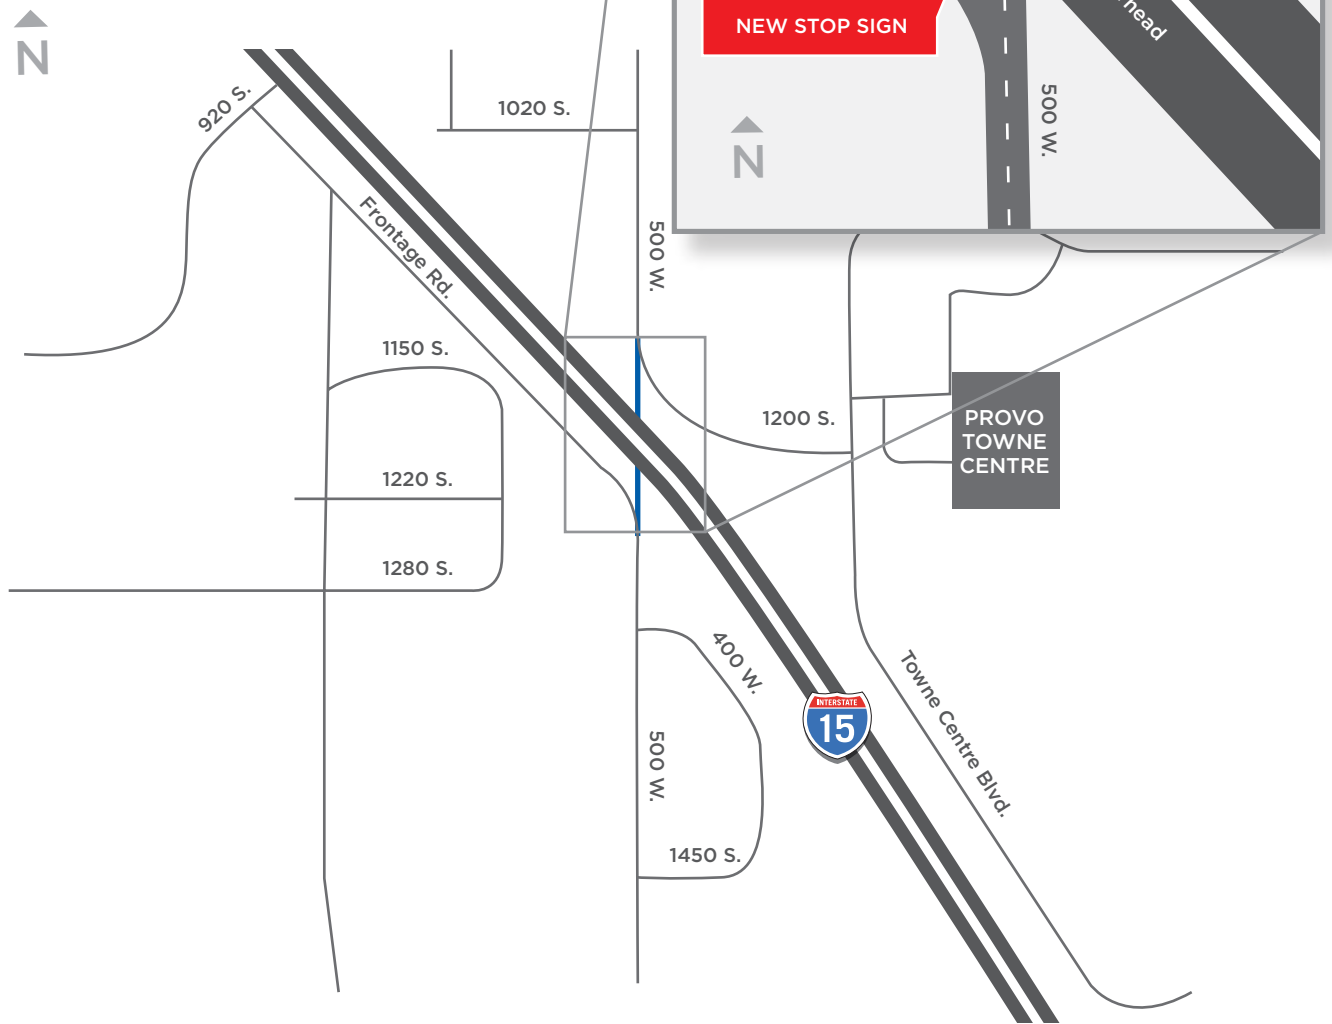 N
920 S.
1020 S.
NEW STOP SIGN
500 W.
N
Frontage Rd.
500 W.
1150 S.
1200 S.
PROVO
TOWNE
CENTRE
1220 S.
1280 S.
400 W.
INTERSTATE
15
Towne Centre Blvd.
500 W.
1450 S.